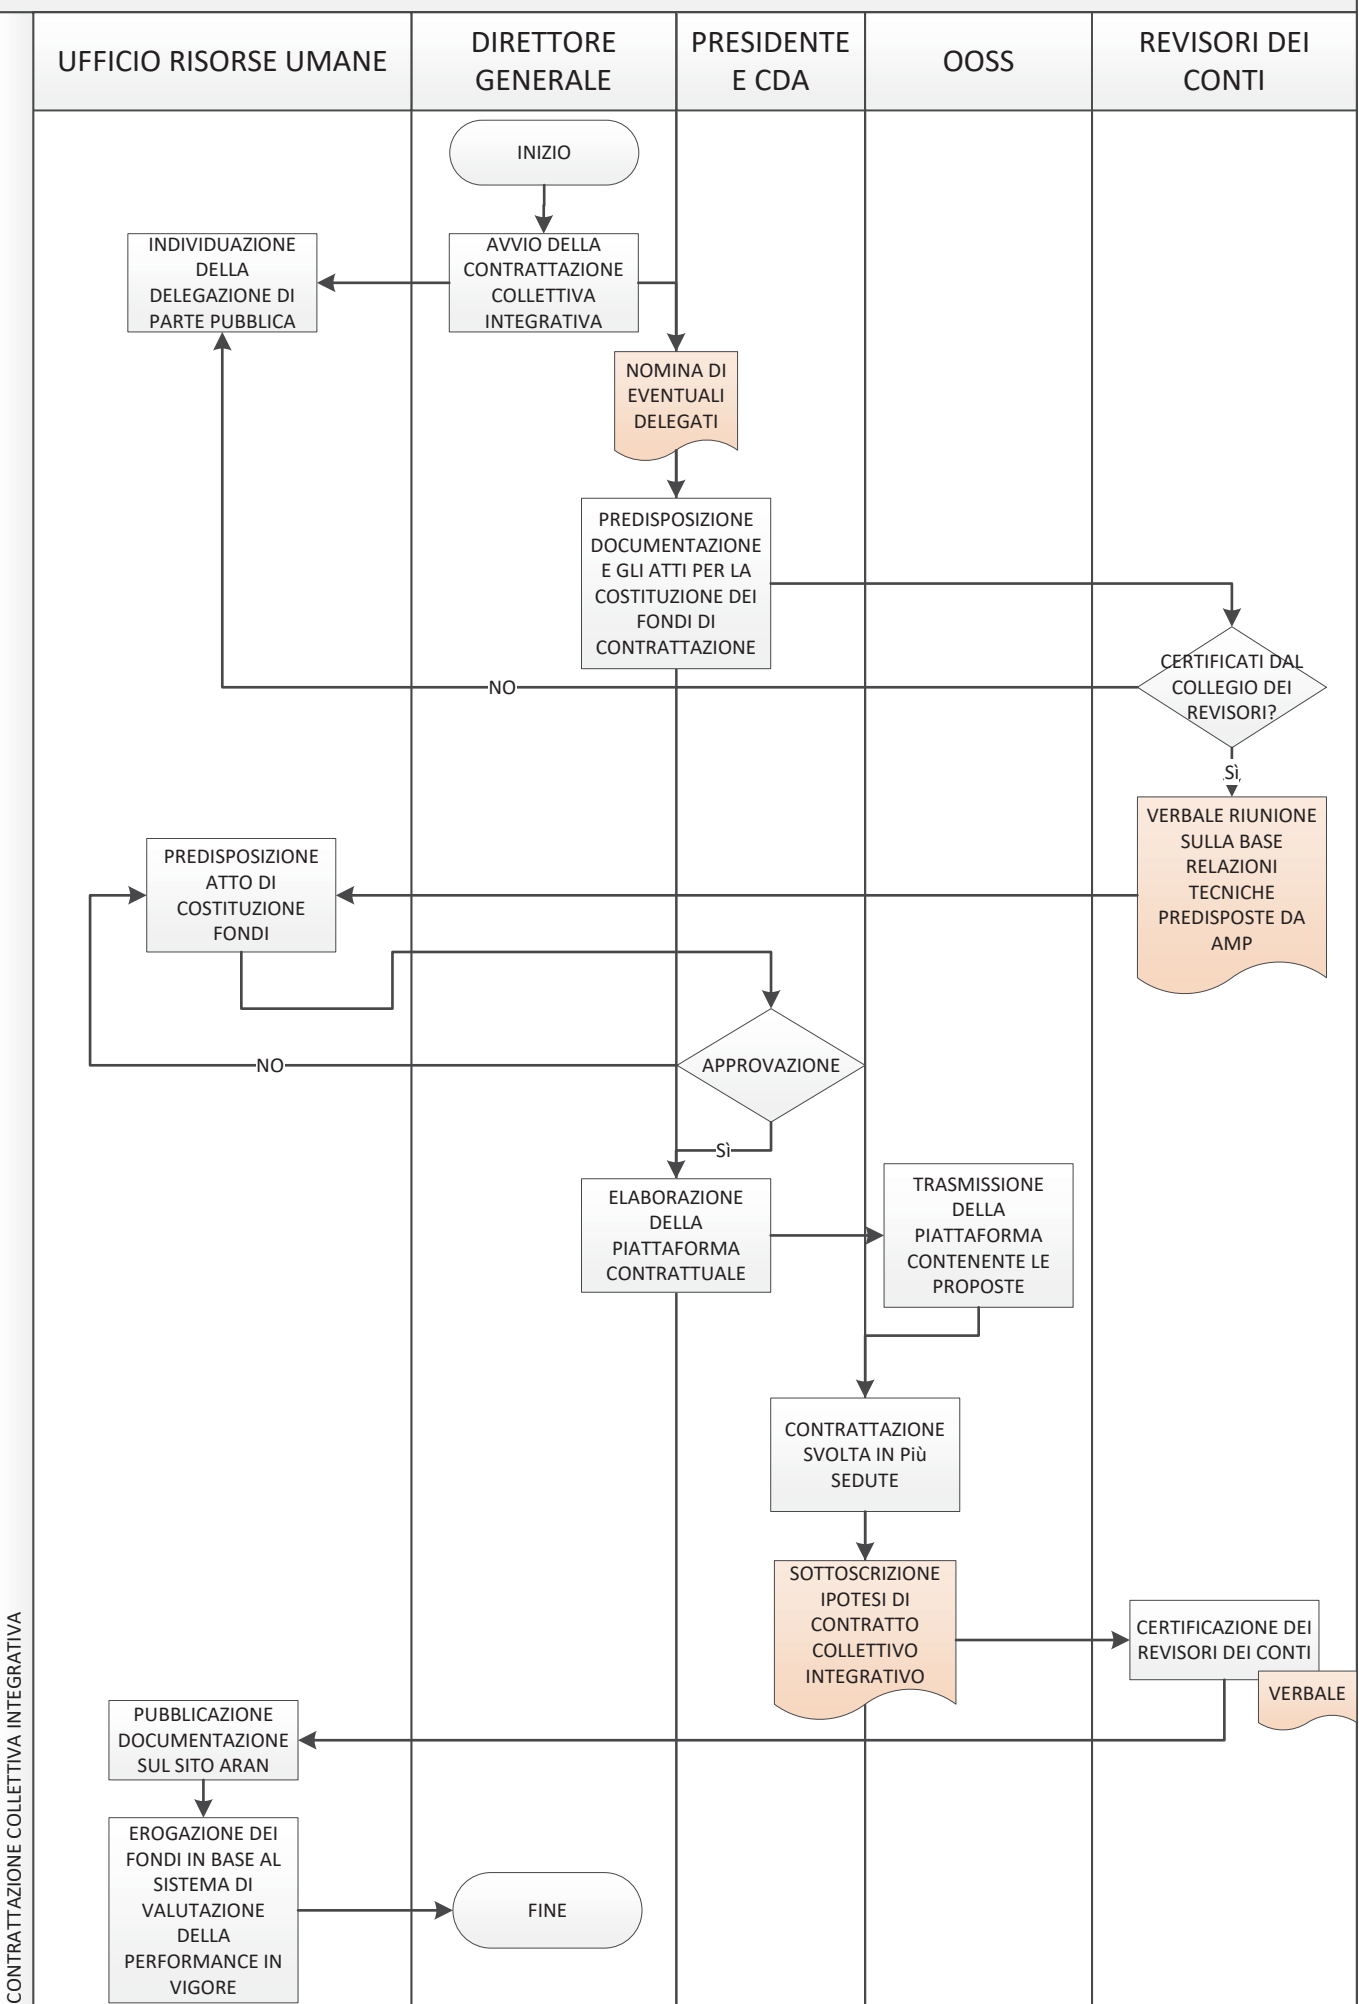 UFFICIO RISORSE UMANE
DIRETTORE
GENERALE
PRESIDENTE
E CDA
OOSS
REVISORI DEI
CONTI
INIZIO
INDIVIDUAZIONE
DELLA
DELEGAZIONE DI
PARTE PUBBLICA
AVVIO DELLA
CONTRATTAZIONE
COLLETTIVA
INTEGRATIVA
NOMINA DI
EVENTUALI
DELEGATI
PREDISPOSIZIONE
DOCUMENTAZIONE
E GLI ATTI PER LA
COSTITUZIONE DEI
FONDI DI
CONTRATTAZIONE
CERTIFICATI DAL
COLLEGIO DEI
REVISORI?
NO
Sì
VERBALE RIUNIONE
SULLA BASE
RELAZIONI
TECNICHE
PREDISPOSTE DA
AMP
PREDISPOSIZIONE
ATTO DI
COSTITUZIONE
FONDI
APPROVAZIONE
NO
Sì
ELABORAZIONE
DELLA
PIATTAFORMA
CONTRATTUALE
TRASMISSIONE
DELLA
PIATTAFORMA
CONTENENTE LE
PROPOSTE
CONTRATTAZIONE
SVOLTA IN Più
SEDUTE
SOTTOSCRIZIONE
IPOTESI DI
CONTRATTO
COLLETTIVO
INTEGRATIVO
CERTIFICAZIONE DEI
REVISORI DEI CONTI
VERBALE
PUBBLICAZIONE
DOCUMENTAZIONE
SUL SITO ARAN
EROGAZIONE DEI
FONDI IN BASE AL
SISTEMA DI
VALUTAZIONE
DELLA
PERFORMANCE IN
VIGORE
FINE
CONTRATTAZIONE COLLETTIVA INTEGRATIVA